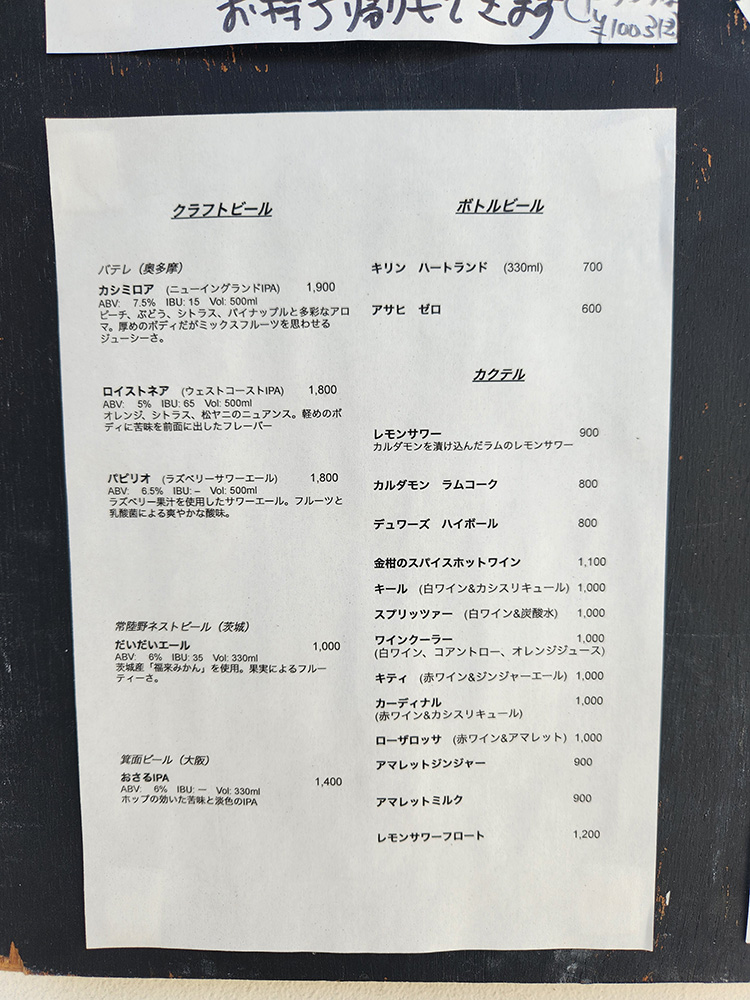 お持ち帰りもできます
¥100引き
クラフトビール
バテレ（奥多摩）
カシミロア （ニューイングランドIPA） 1,900
ABV: 7.5% IBU: 15 Vol: 500ml
ピーチ、ぶどう、シトラス、パイナップルと多彩なアロ
マ。厚めのボディだがミックスフルーツを思わせる
ジューシーさ。
ロイストネア （ウェストコーストIPA） 1,800
ABV: 5% IBU: 65 Vol: 500ml
オレンジ、シトラス、松ヤニのニュアンス。軽めのボ
ディに苦味を前面に出したフレーバー
パピリオ （ラズベリーサワーエール） 1,800
ABV: 6.5% IBU: – Vol: 500ml
ラズベリー果汁を使用したサワーエール。フルーツと
乳酸菌による爽やかな酸味。
常陸野ネストビール（茨城）
だいだいエール 1,000
ABV: 6% IBU: 35 Vol: 330ml
茨城産「福来みかん」を使用。果実によるフルー
ティーさ。
箕面ビール（大阪）
おさるIPA 1,400
ABV: 6% IBU: — Vol: 330ml
ホップの効いた苦味と淡色のIPA
ボトルビール
キリン ハートランド (330ml) 700
アサヒ ゼロ 600
カクテル
レモンサワー 900
カルダモンを漬け込んだラムのレモンサワー
カルダモン ラムコーク 800
デュワーズ ハイボール 800
金柑のスパイスホットワイン 1,100
キール （白ワイン&カシスリキュール） 1,000
スプリッツァー （白ワイン&炭酸水） 1,000
ワインクーラー 1,000
(白ワイン、コアントロー、オレンジジュース)
キティ （赤ワイン&ジンジャーエール） 1,000
カーディナル 1,000
(赤ワイン&カシスリキュール)
ローザロッサ （赤ワイン&アマレット） 1,000
アマレットジンジャー 900
アマレットミルク 900
レモンサワーフロート 1,200